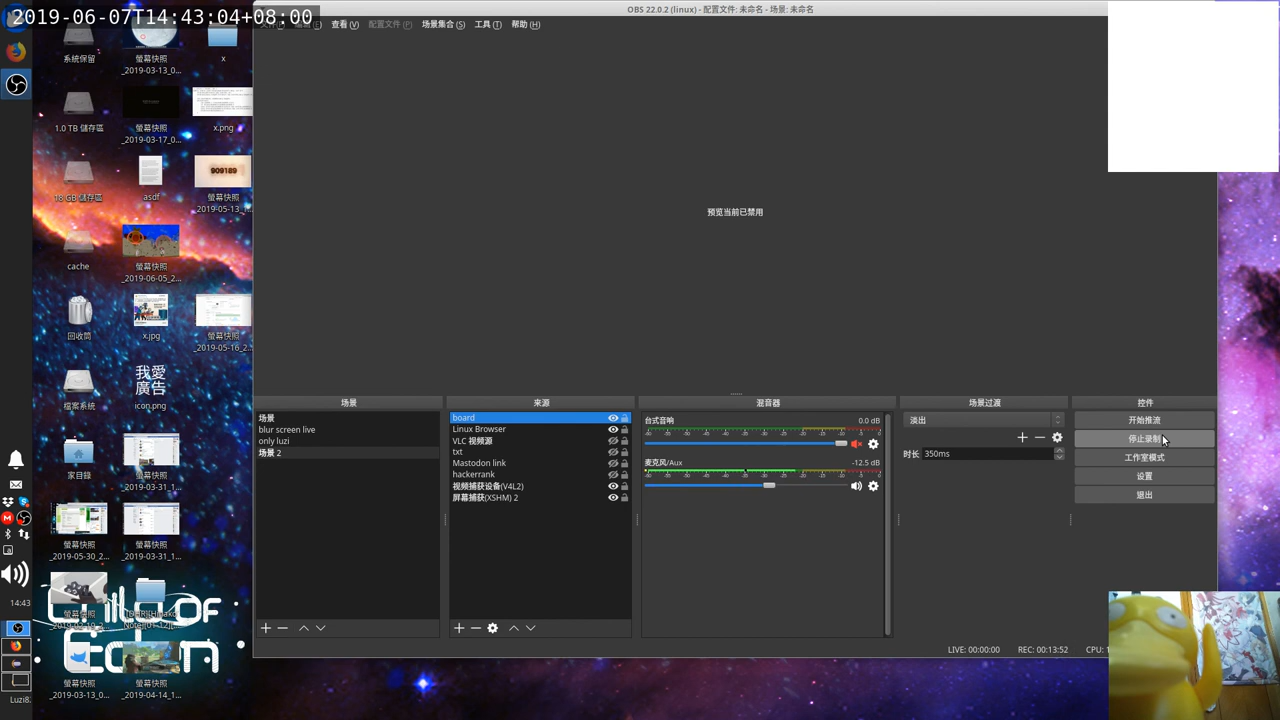 2019-06-07T14:43:04+08:00
OBS 22.0.2 (linux) - 配置文件: 未命名 - 场景: 未命名
查看 (V)
配置文件 (P)
场景集合 (S)
工具 (T)
帮助 (H)
系統保留
螢幕快照
_2019-03-13_0...
x
1.0 TB 儲存區
螢幕快照
_2019-03-17_0...
x.png
18 GB 儲存區
asdf
909189
螢幕快照
2019-05-13_1
cache
螢幕快照
_2019-06-05_2...
回收筒
x.jpg
螢幕快照
_2019-05-16_2
檔案系統
我愛
廣告
icon.png
家目錄
螢幕快照
_2019-03-31_1...
螢幕快照
_2019-05-30_2...
螢幕快照
_2019-03-31_1...
螢幕快照
螢幕快照
_2019-03-13_0...
螢幕快照
_2019-04-14_1...
14:43
预览当前已禁用
场景
场景
blur screen live
only luzi
场景 2
来源
board
Linux Browser
VLC 视频源
txt
Mastodon link
hackerrank
视频捕获设备(V4L2)
屏幕捕获(XSHM) 2
混音器
台式音响
0.0 dB
麦克风/Aux
-12.5 dB
场景过渡
淡出
时长
350ms
控件
开始推流
停止录制
工作室模式
设置
退出
LIVE: 00:00:00
REC: 00:13:52
CPU: